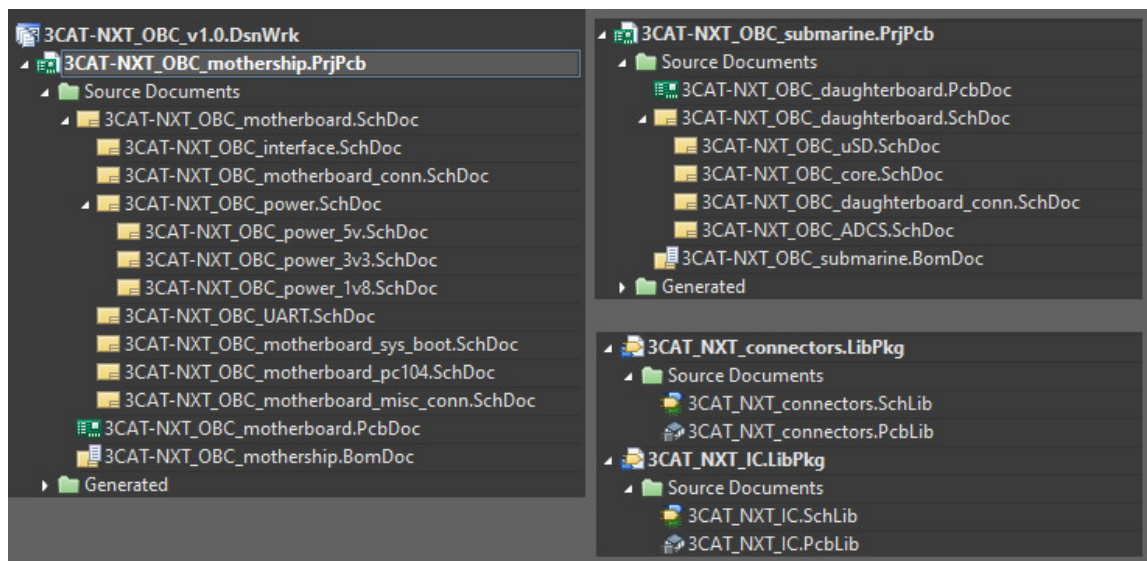 3CAT-NXT_OBC_v1.0.DsnWrk
3CAT-NXT_OBC_mothership.PrjPcb
Source Documents
3CAT-NXT_OBC_motherboard.SchDoc
3CAT-NXT_OBC_interface.SchDoc
3CAT-NXT_OBC_motherboard_conn.SchDoc
3CAT-NXT_OBC_power.SchDoc
3CAT-NXT_OBC_power_5v.SchDoc
3CAT-NXT_OBC_power_3v3.SchDoc
3CAT-NXT_OBC_power_1v8.SchDoc
3CAT-NXT_OBC_UART.SchDoc
3CAT-NXT_OBC_motherboard_sys_boot.SchDoc
3CAT-NXT_OBC_motherboard_pc104.SchDoc
3CAT-NXT_OBC_motherboard_misc_conn.SchDoc
3CAT-NXT_OBC_motherboard.PcbDoc
3CAT-NXT_OBC_mothership.BomDoc
Generated
3CAT-NXT_OBC_submarine.PrjPcb
Source Documents
3CAT-NXT_OBC_daughterboard.PcbDoc
3CAT-NXT_OBC_daughterboard.SchDoc
3CAT-NXT_OBC_uSD.SchDoc
3CAT-NXT_OBC_core.SchDoc
3CAT-NXT_OBC_daughterboard_conn.SchDoc
3CAT-NXT_OBC_ADCS.SchDoc
3CAT-NXT_OBC_submarine.BomDoc
Generated
3CAT_NXT_connectors.LibPkg
Source Documents
3CAT_NXT_connectors.SchLib
3CAT_NXT_connectors.PcbLib
3CAT_NXT_IC.LibPkg
Source Documents
3CAT_NXT_IC.SchLib
3CAT_NXT_IC.PcbLib